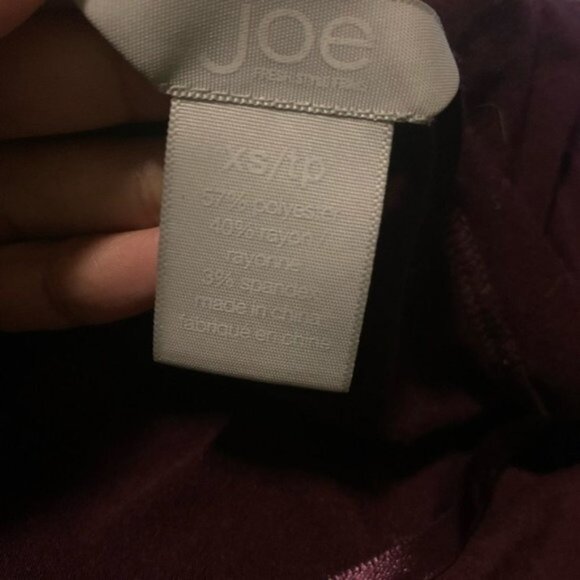 Joe
xs/tp
57% polyester
40% rayon /
rayonne
3% spandex
made in china
fabriqué en chine